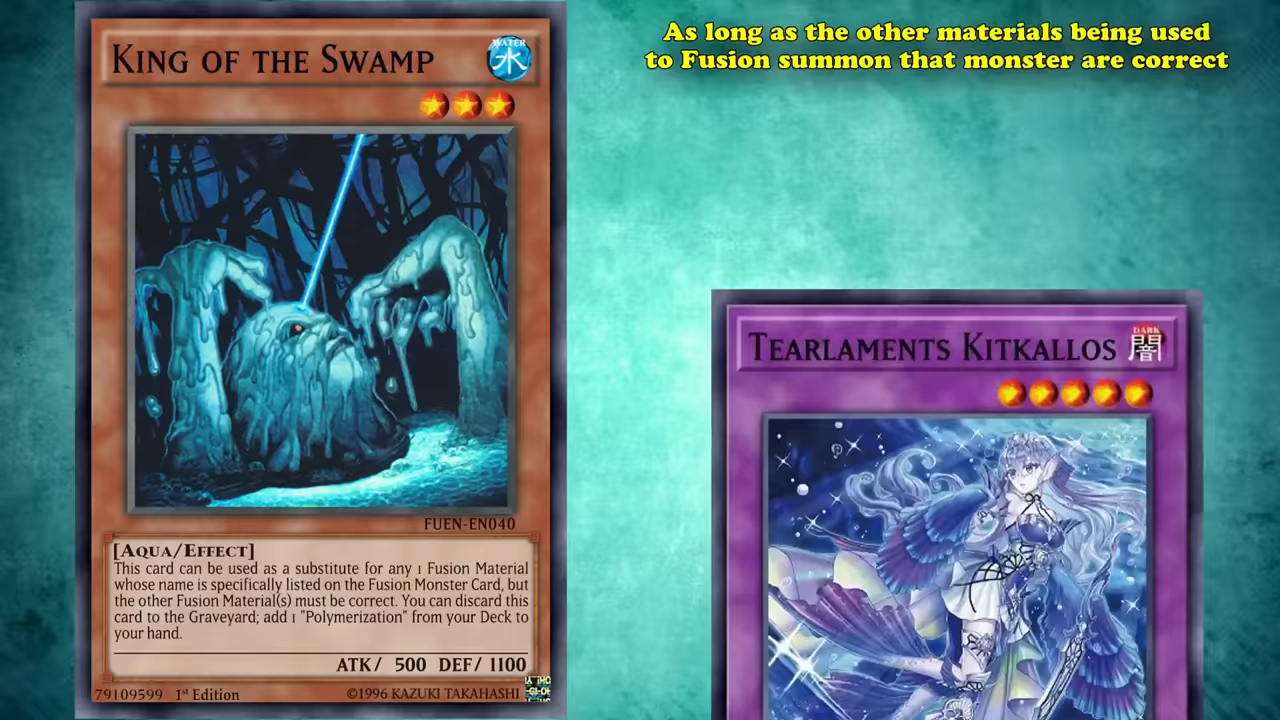 As long as the other materials being used
to Fusion summon that monster are correct
King of the Swamp
WATER
水
FUEN-EN040
[Aqua/Effect]
This card can be used as a substitute for any 1 Fusion Material
whose name is specifically listed on the Fusion Monster Card, but
the other Fusion Material(s) must be correct. You can discard this
card to the Graveyard; add 1 "Polymerization" from your Deck to
your hand.
ATK/ 500 DEF/ 1100
79109599 1st Edition ©1996 KAZUKI TAKAHASHI
Tearlaments Kitkallos
DARK
闇